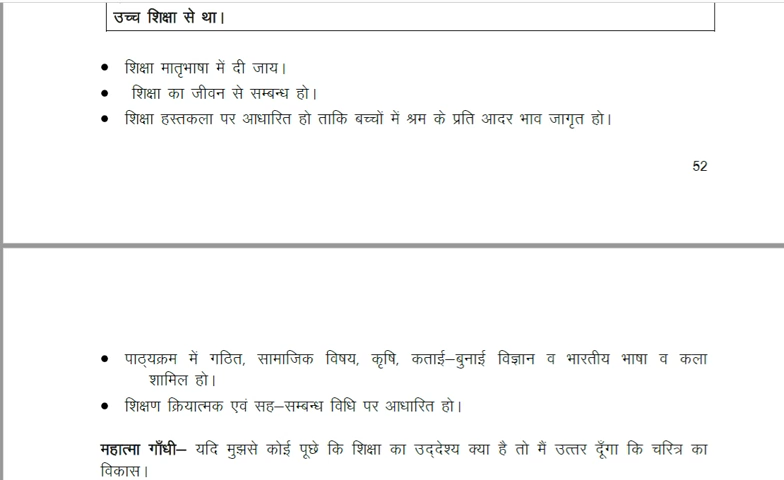 उच्च शिक्षा से था।
• शिक्षा मातृभाषा में दी जाय।
• शिक्षा का जीवन से सम्बन्ध हो।
• शिक्षा हस्तकला पर आधारित हो ताकि बच्चों में श्रम के प्रति आदर भाव जागृत हो।
52
• पाठ्यक्रम में गठित, सामाजिक विषय, कृषि, कताई–बुनाई विज्ञान व भारतीय भाषा व कला
शामिल हो।
• शिक्षण क्रियात्मक एवं सह–सम्बन्ध विधि पर आधारित हो।
महात्मा गाँधी– यदि मुझसे कोई पूछे कि शिक्षा का उद्देश्य क्या है तो मैं उत्तर दूँगा कि चरित्र का
विकास।